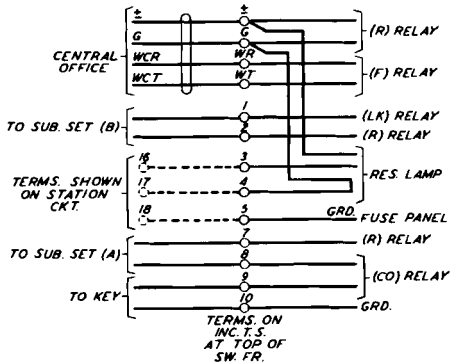 ± ±
G G (R) RELAY
CENTRAL OFFICE
WCR WR
WCT WT (F) RELAY
1 (LK) RELAY
TO SUB. SET (B)
2 (R) RELAY
16 3
17 4 RES. LAMP
TERMS. SHOWN
ON STATION
CKT.
18 5 GRD. FUSE PANEL
7 (R) RELAY
TO SUB. SET (A)
8
9 (CO) RELAY
TO KEY
10 GRD.
TERMS. ON
INC. T. S.
AT TOP OF
SW. FR.